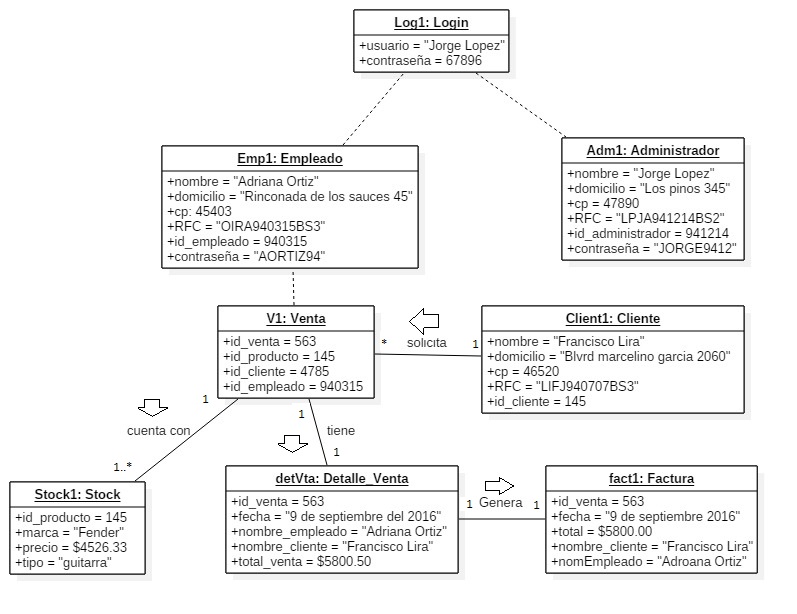 Log1: Login
+usuario = "Jorge Lopez"
+contraseña = 67896
Emp1: Empleado
+nombre = "Adriana Ortiz"
+domicilio = "Rinconada de los sauces 45"
+cp: 45403
+RFC = "OIRA940315BS3"
+id_empleado = 940315
+contraseña = "AORTIZ94"
Adm1: Administrador
+nombre = "Jorge Lopez"
+domicilio = "Los pinos 345"
+cp = 47890
+RFC = "LPJA941214BS2"
+id_administrador = 941214
+contraseña = "JORGE9412"
V1: Venta
+id_venta = 563
+id_producto = 145
+id_cliente = 4785
+id_empleado = 940315
*
solicita
1
Client1: Cliente
+nombre = "Francisco Lira"
+domicilio = "Blvrd marcelino garcia 2060"
+cp = 46520
+RFC = "LIFJ940707BS3"
+id_cliente = 145
1
cuenta con
1..*
1
tiene
1
Stock1: Stock
+id_producto = 145
+marca = "Fender"
+precio = $4526.33
+tipo = "guitarra"
detVta: Detalle_Venta
+id_venta = 563
+fecha = "9 de septiembre del 2016"
+nombre_empleado = "Adriana Ortiz"
+nombre_cliente = "Francisco Lira"
+total_venta = $5800.50
1
Genera
1
fact1: Factura
+id_venta = 563
+fecha = "9 de septiembre 2016"
+total = $5800.00
+nombre_cliente = "Francisco Lira"
+nomEmpleado = "Adroana Ortiz"